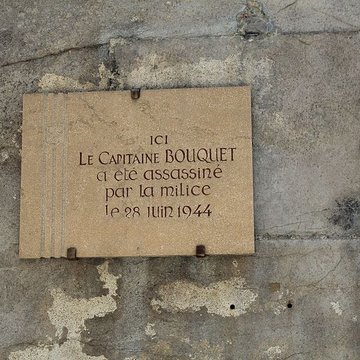 ICI
LE CAPITAINE BOUQUET
a été assassiné
par la milice
le 28 Juin 1944